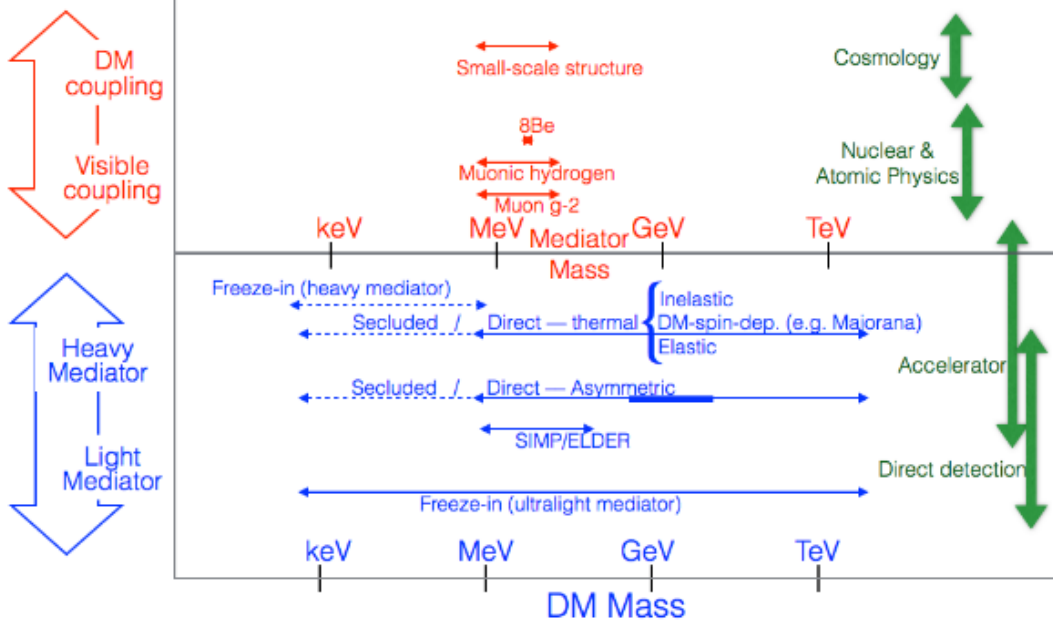 DM
coupling
Visible
coupling
Small-scale structure
8Be
Muonic hydrogen
Muon g-2
keV MeV GeV TeV
Mediator
Mass
Cosmology
Nuclear &
Atomic Physics
Accelerator
Direct detection
Heavy
Mediator
Light
Mediator
Freeze-in (heavy mediator)
Secluded / Direct — thermal
Inelastic
DM-spin-dep. (e.g. Majorana)
Elastic
Secluded / Direct — Asymmetric
SIMP/ELDER
Freeze-in (ultralight mediator)
keV MeV GeV TeV
DM Mass